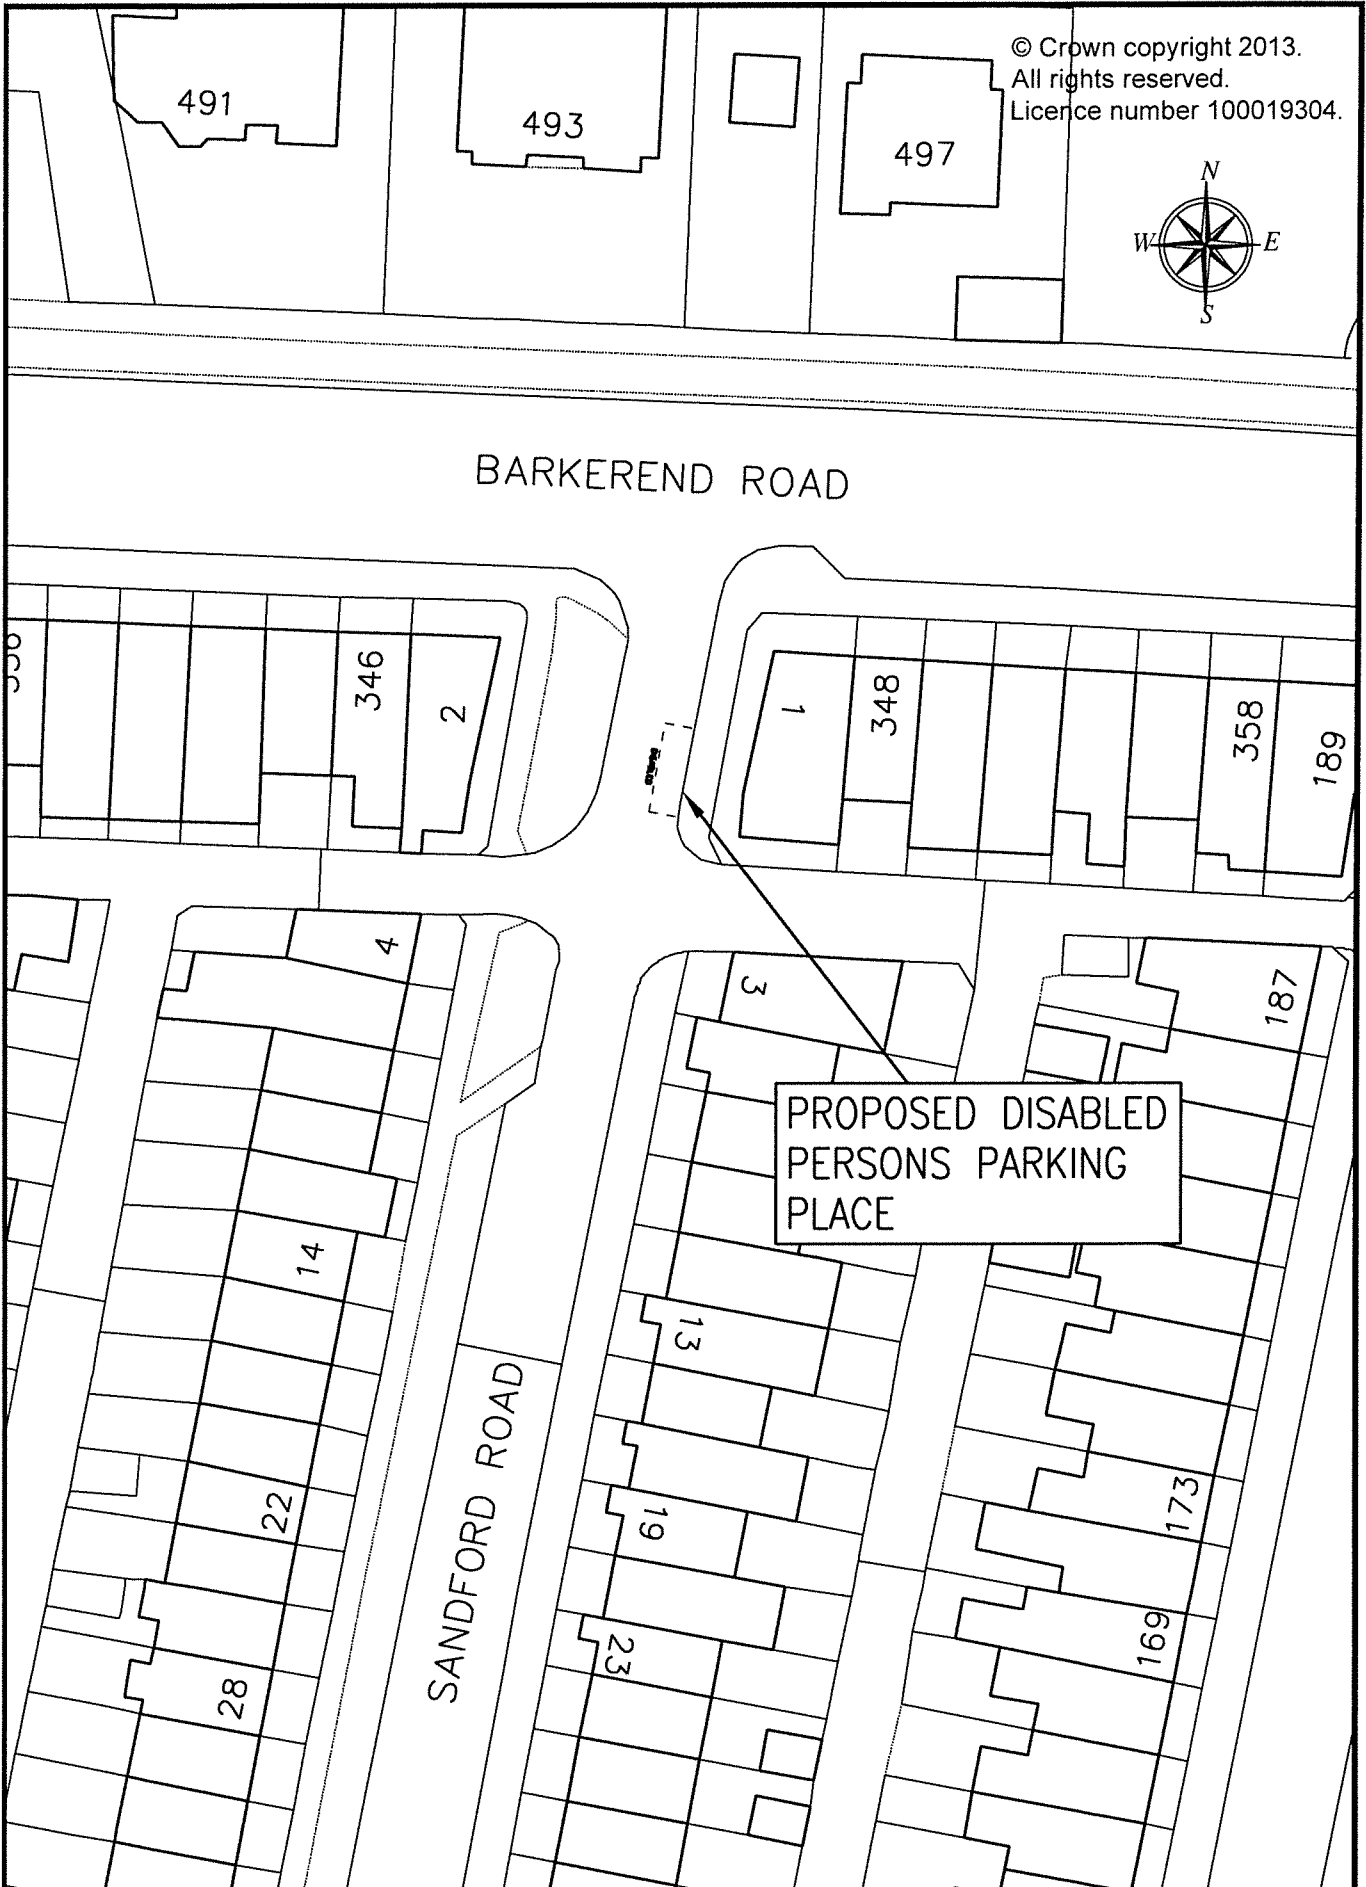 © Crown copyright 2013.
All rights reserved.
Licence number 100019304.
491
493
497
N
W
E
S
BARKEREND ROAD
346
2
1
348
358
189
4
3
187
PROPOSED DISABLED
PERSONS PARKING
PLACE
14
13
SANDFORD ROAD
22
19
173
23
169
28